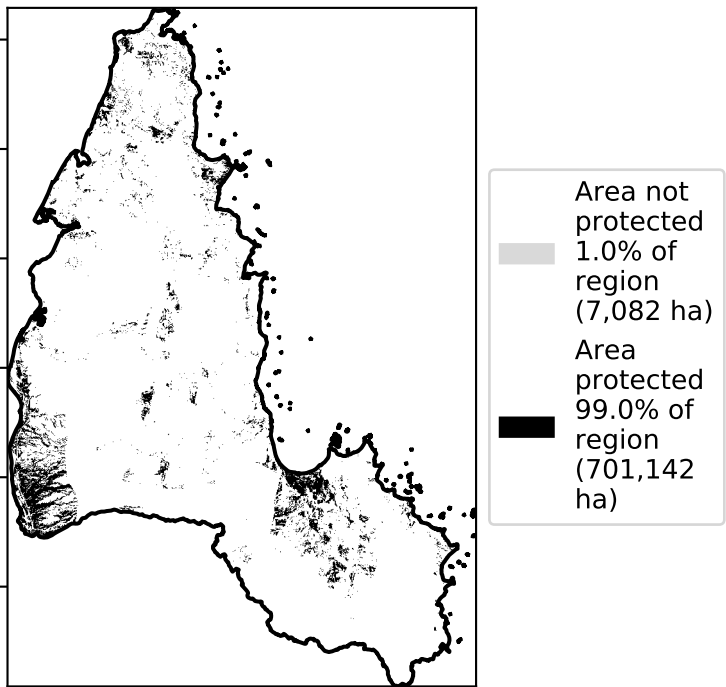 Area not
protected
1.0% of
region
(7,082 ha)
Area
protected
99.0% of
region
(701,142
ha)